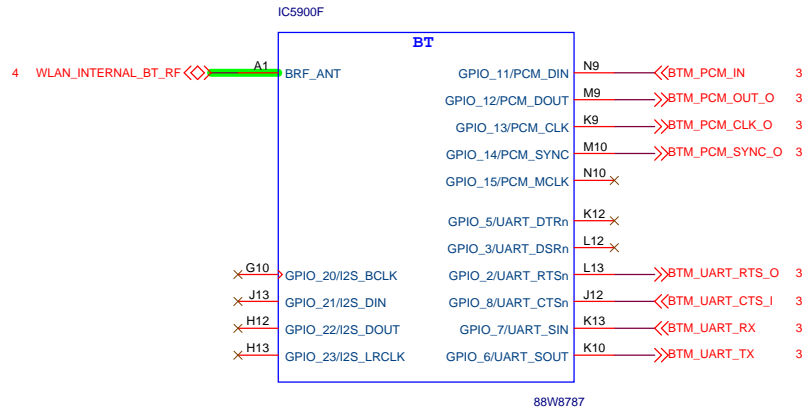 IC5900F
BT
4 WLAN_INTERNAL_BT_RF A1 BRF_ANT GPIO_11/PCM_DIN N9 BTM_PCM_IN 3
GPIO_12/PCM_DOUT M9 BTM_PCM_OUT_O 3
GPIO_13/PCM_CLK K9 BTM_PCM_CLK_O 3
GPIO_14/PCM_SYNC M10 BTM_PCM_SYNC_O 3
GPIO_15/PCM_MCLK N10
GPIO_5/UART_DTRn K12
GPIO_3/UART_DSRn L12
G10 GPIO_20/I2S_BCLK GPIO_2/UART_RTSn L13 BTM_UART_RTS_O 3
J13 GPIO_21/I2S_DIN GPIO_8/UART_CTSn J12 BTM_UART_CTS_I 3
H12 GPIO_22/I2S_DOUT GPIO_7/UART_SIN K13 BTM_UART_RX 3
H13 GPIO_23/I2S_LRCLK GPIO_6/UART_SOUT K10 BTM_UART_TX 3
88W8787